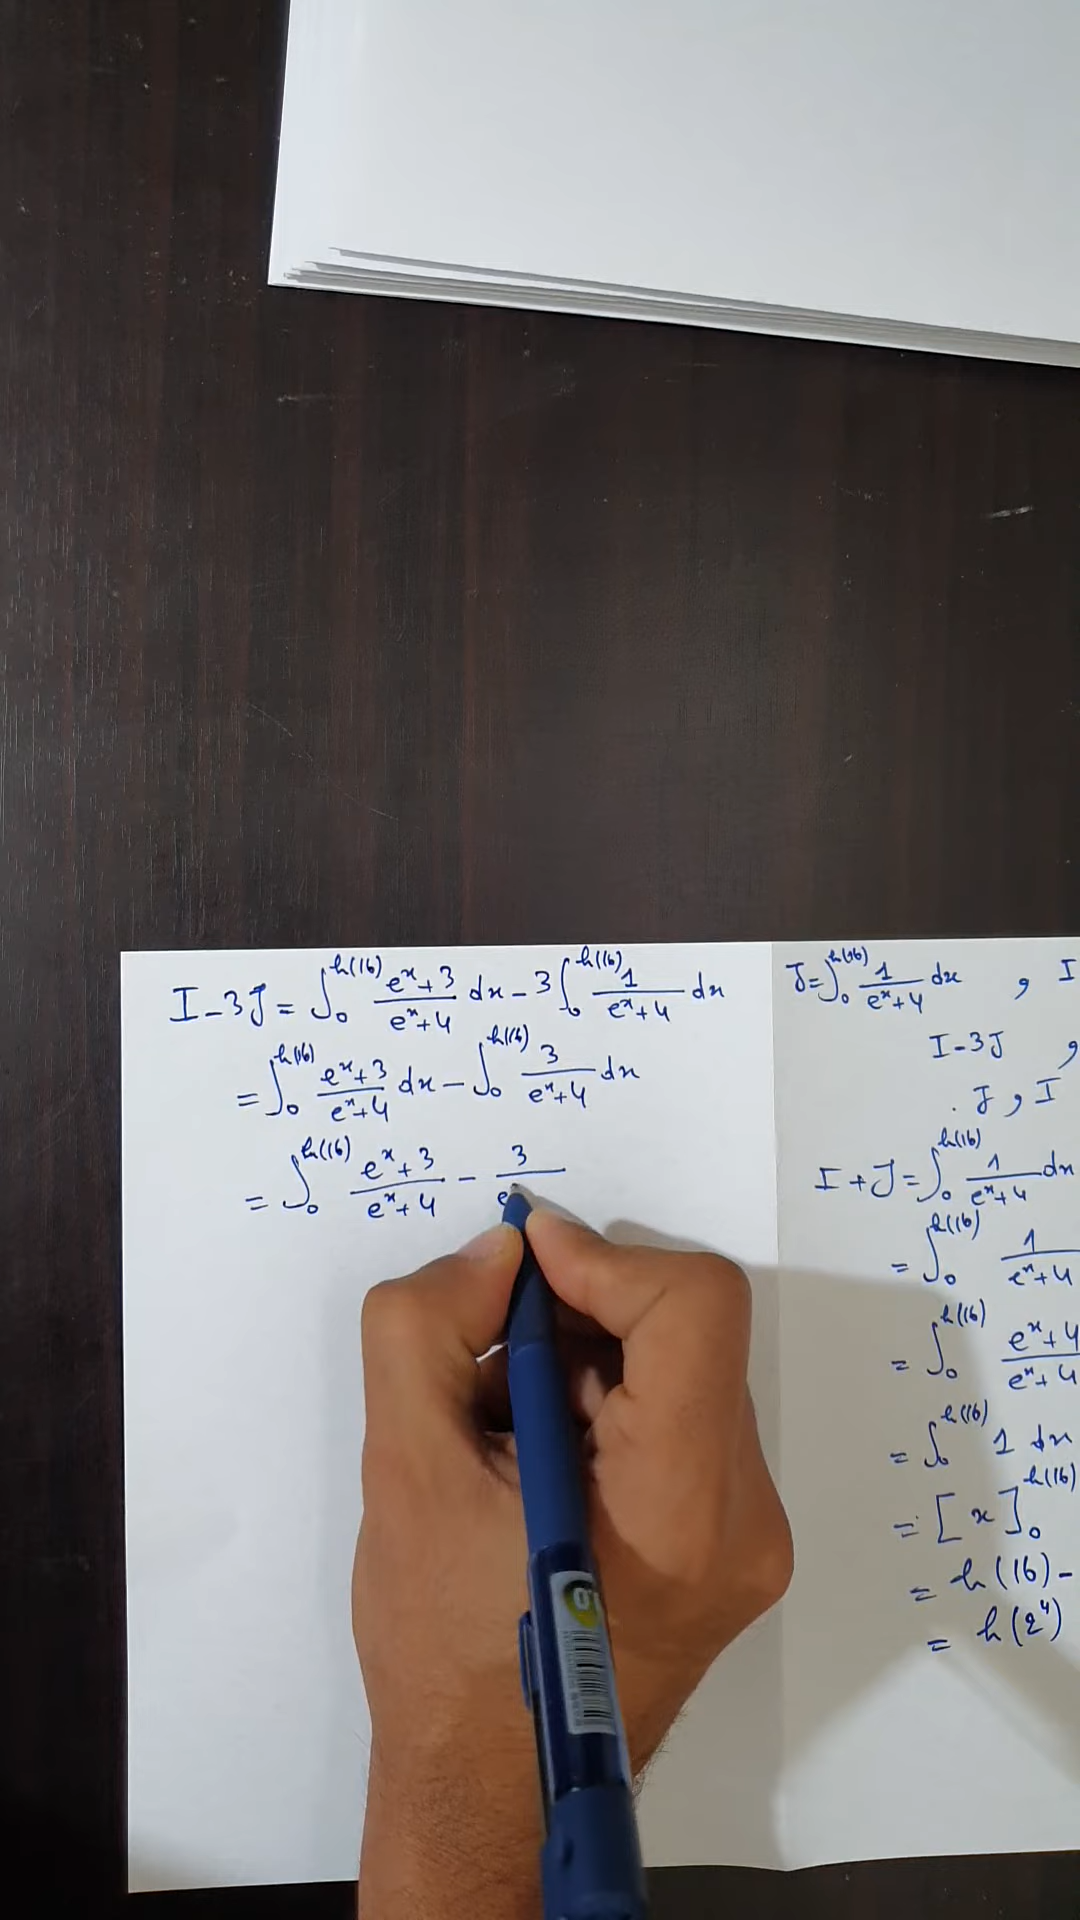 I - 3J = ∫₀^ln(16) (eˣ+3)/(eˣ+4) dx - 3 ∫₀^ln(16) 1/(eˣ+4) dx
= ∫₀^ln(16) (eˣ+3)/(eˣ+4) dx - ∫₀^ln(16) 3/(eˣ+4) dx
= ∫₀^ln(16) (eˣ+3)/(eˣ+4) - 3/e
J = ∫₀^ln(16) 1/(eˣ+4) dx , I
I - 3J ,
. J , I
I + J = ∫₀^ln(16) 1/(eˣ+4) dx
= ∫₀^ln(16) 1/(eˣ+4
= ∫₀^ln(16) (eˣ+4)/(eˣ+4
= ∫₀^ln(16) 1 dx
= [x]₀^ln(16)
= ln(16) -
= ln(2⁴)